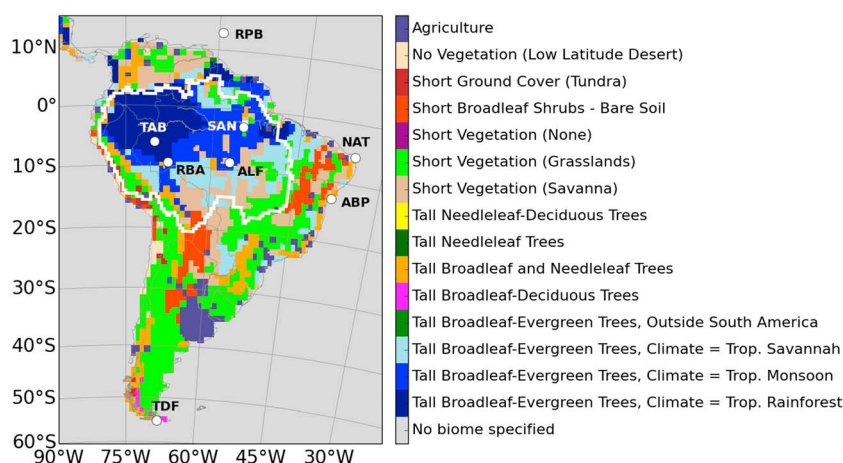 10°N
0°
10°S
20°S
30°S
40°S
50°S
60°S
90°W
75°W
60°W
45°W
30°W
RPB
TAB
SAN
NAT
RBA
ALF
ABP
TDF
Agriculture
No Vegetation (Low Latitude Desert)
Short Ground Cover (Tundra)
Short Broadleaf Shrubs - Bare Soil
Short Vegetation (None)
Short Vegetation (Grasslands)
Short Vegetation (Savanna)
Tall Needleleaf-Deciduous Trees
Tall Needleleaf Trees
Tall Broadleaf and Needleleaf Trees
Tall Broadleaf-Deciduous Trees
Tall Broadleaf-Evergreen Trees, Outside South America
Tall Broadleaf-Evergreen Trees, Climate = Trop. Savannah
Tall Broadleaf-Evergreen Trees, Climate = Trop. Monsoon
Tall Broadleaf-Evergreen Trees, Climate = Trop. Rainforest
No biome specified